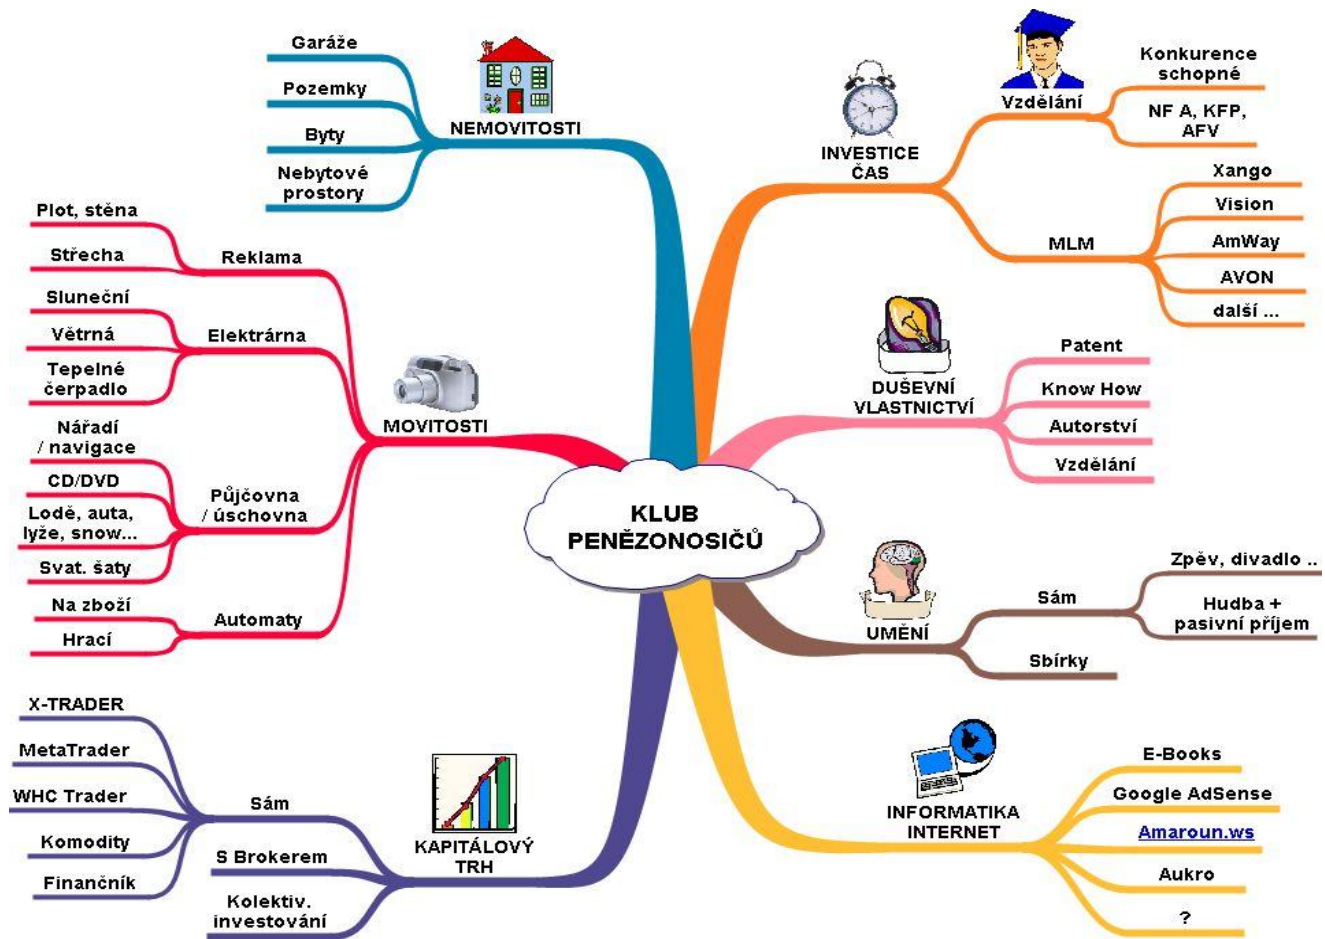 KLUB
PENĚZONOSIČŮ
NEMOVITOSTI
Garáže
Pozemky
Byty
Nebytové
prostory
MOVITOSTI
Reklama
Plot, stěna
Střecha
Elektrárna
Sluneční
Větrná
Tepelné
čerpadlo
Půjčovna
/ úschovna
Nářadí
/ navigace
CD/DVD
Lodě, auta,
lyže, snow...
Svat. šaty
Automaty
Na zboží
Hrací
KAPITÁLOVÝ
TRH
Sám
X-TRADER
MetaTrader
WHC Trader
Komodity
Finančník
S Brokerem
Kolektiv.
investování
INVESTICE
ČAS
Vzdělání
Konkurence
schopné
NF A, KFP,
AFV
MLM
Xango
Vision
AmWay
AVON
další ...
DUŠEVNÍ
VLASTNICTVÍ
Patent
Know How
Autorství
Vzdělání
UMĚNÍ
Sám
Zpěv, divadlo ..
Hudba +
pasivní příjem
Sbírky
INFORMATIKA
INTERNET
E-Books
Google AdSense
Amaroun.ws
Aukro
?